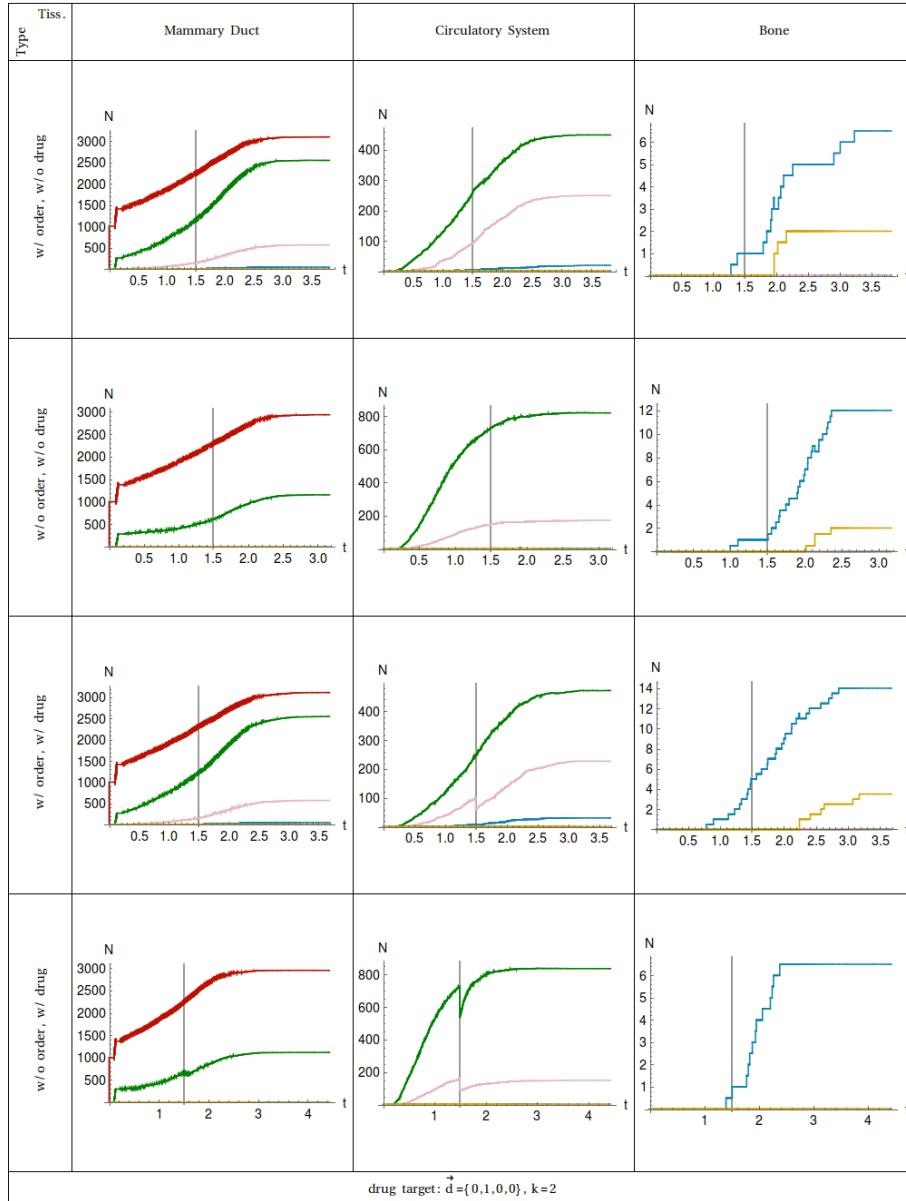 Tiss.
Type
Mammary Duct
Circulatory System
Bone
w/ order, w/o drug
N
3000
2500
2000
1500
1000
500
0.5 1.0 1.5 2.0 2.5 3.0 3.5
t
N
400
300
200
100
0.5 1.0 1.5 2.0 2.5 3.0 3.5
t
N
6
5
4
3
2
1
0.5 1.0 1.5 2.0 2.5 3.0 3.5
w/o order, w/o drug
N
3000
2500
2000
1500
1000
500
0.5 1.0 1.5 2.0 2.5 3.0
t
N
800
600
400
200
0.5 1.0 1.5 2.0 2.5 3.0
t
N
12
10
8
6
4
2
0.5 1.0 1.5 2.0 2.5 3.0
w/ order, w/ drug
N
3000
2500
2000
1500
1000
500
0.5 1.0 1.5 2.0 2.5 3.0 3.5
t
N
400
300
200
100
0.5 1.0 1.5 2.0 2.5 3.0 3.5
t
N
14
12
10
8
6
4
2
0.5 1.0 1.5 2.0 2.5 3.0 3.5
w/o order, w/ drug
N
3000
2500
2000
1500
1000
500
1 2 3 4
t
N
800
600
400
200
1 2 3 4
t
N
6
5
4
3
2
1
1 2 3 4
drug target: d⃗ ={0,1,0,0}, k=2